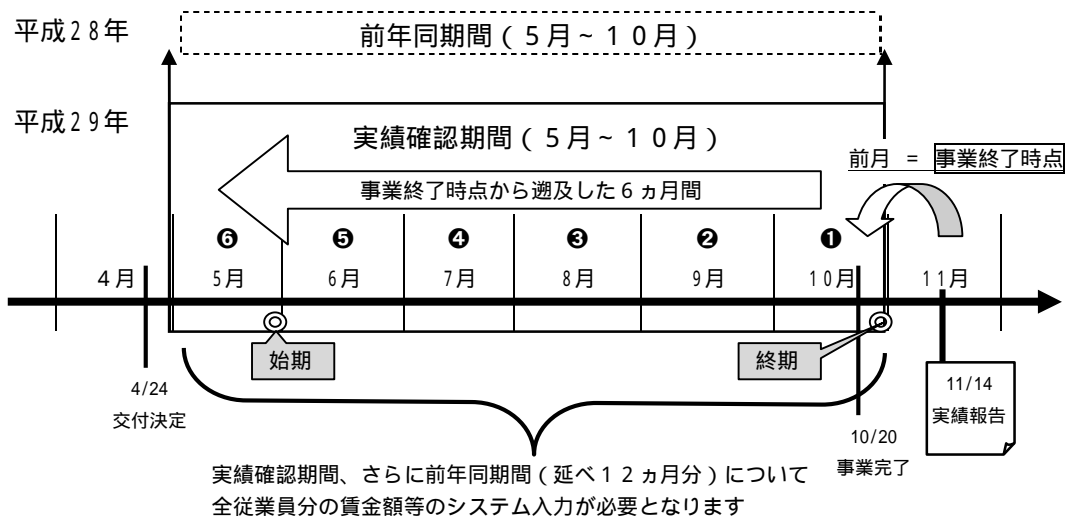 平成28年
前年同期間(5月~10月)
平成29年
実績確認期間(5月~10月)
前月 = 事業終了時点
事業終了時点から遡及した6ヵ月間
❻ ❺ ❹ ❸ ❷ ❶
4月 5月 6月 7月 8月 9月 10月 11月
始期 終期
4/24
交付決定
11/14
実績報告
10/20
事業完了
実績確認期間、さらに前年同期間(延べ12ヵ月分)について
全従業員分の賃金額等のシステム入力が必要となります